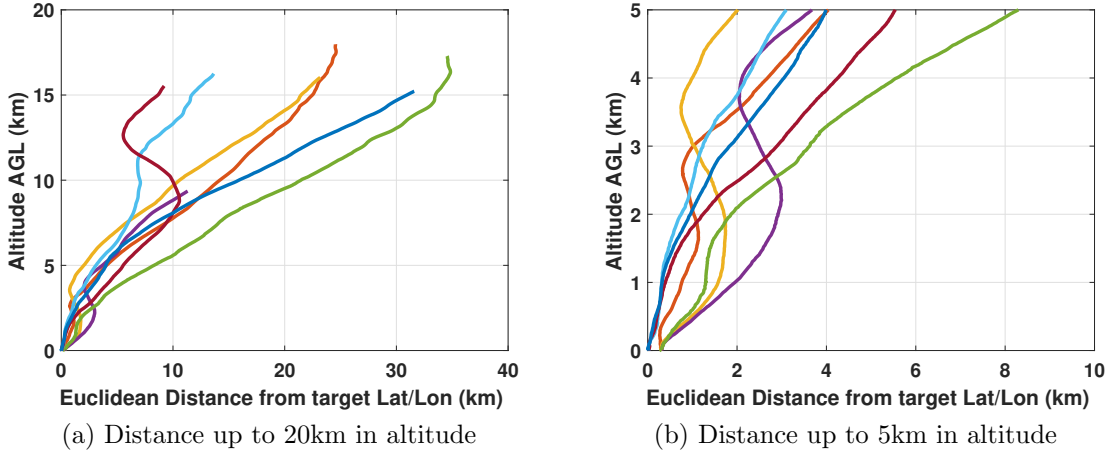 20
15
10
5
0
Altitude AGL (km)
0 10 20 30 40
Euclidean Distance from target Lat/Lon (km)
(a) Distance up to 20km in altitude
5
4
3
2
1
0
Altitude AGL (km)
0 2 4 6 8 10
Euclidean Distance from target Lat/Lon (km)
(b) Distance up to 5km in altitude